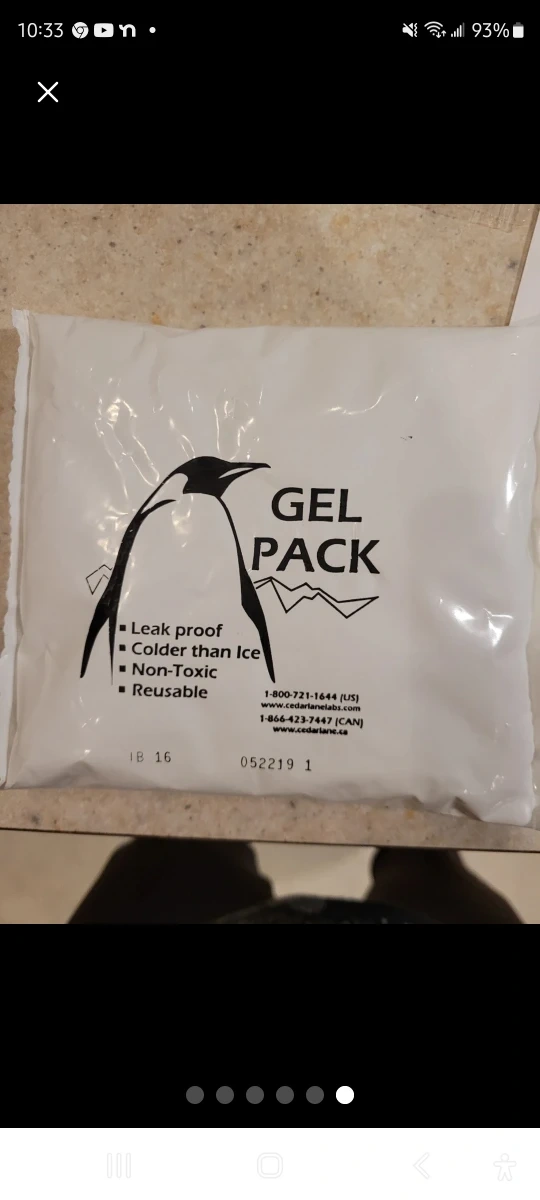 10:33
93%
GEL
PACK
▪ Leak proof
▪ Colder than Ice
▪ Non-Toxic
▪ Reusable
1-800-721-1644 (US)
www.cedarlanelabs.com
1-866-423-7447 (CAN)
www.cedarlane.ca
IB 16
052219 1